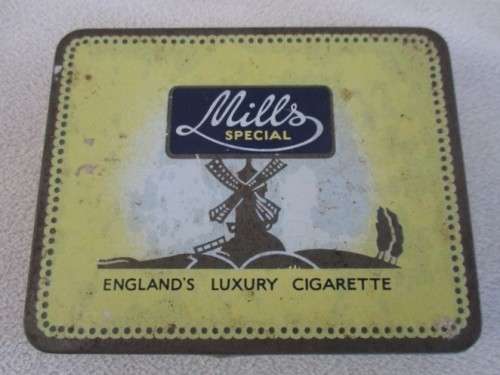 Mills
SPECIAL
ENGLAND'S LUXURY CIGARETTE